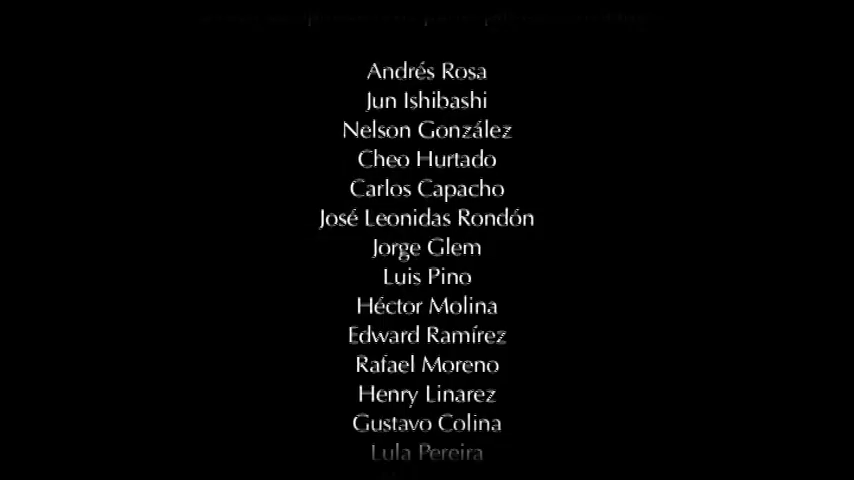 Andrés Rosa
Jun Ishibashi
Nelson González
Cheo Hurtado
Carlos Capacho
José Leonidas Rondón
Jorge Glem
Luis Pino
Héctor Molina
Edward Ramírez
Rafael Moreno
Henry Linarez
Gustavo Colina
Lula Pereira